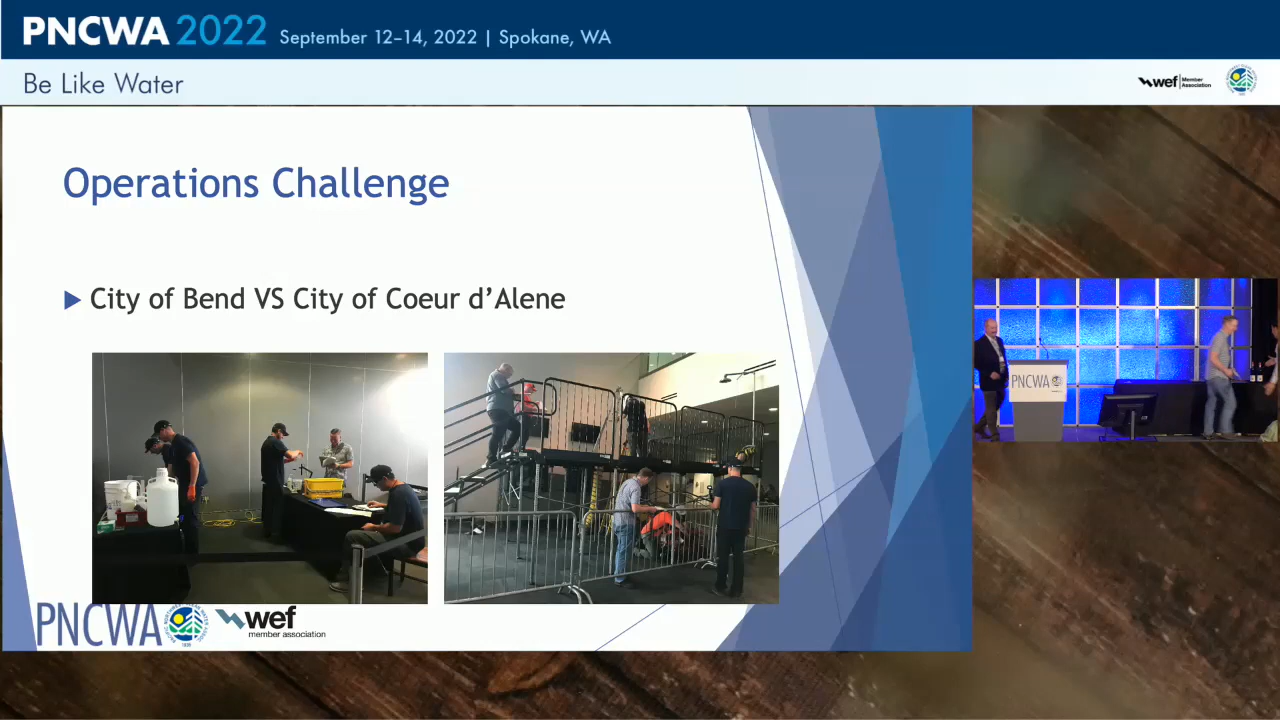 PNCWA 2022 September 12–14, 2022 | Spokane, WA
Be Like Water
wef Member Association
Operations Challenge
City of Bend VS City of Coeur d’Alene
PNCWA
wef
member association
PNCWA